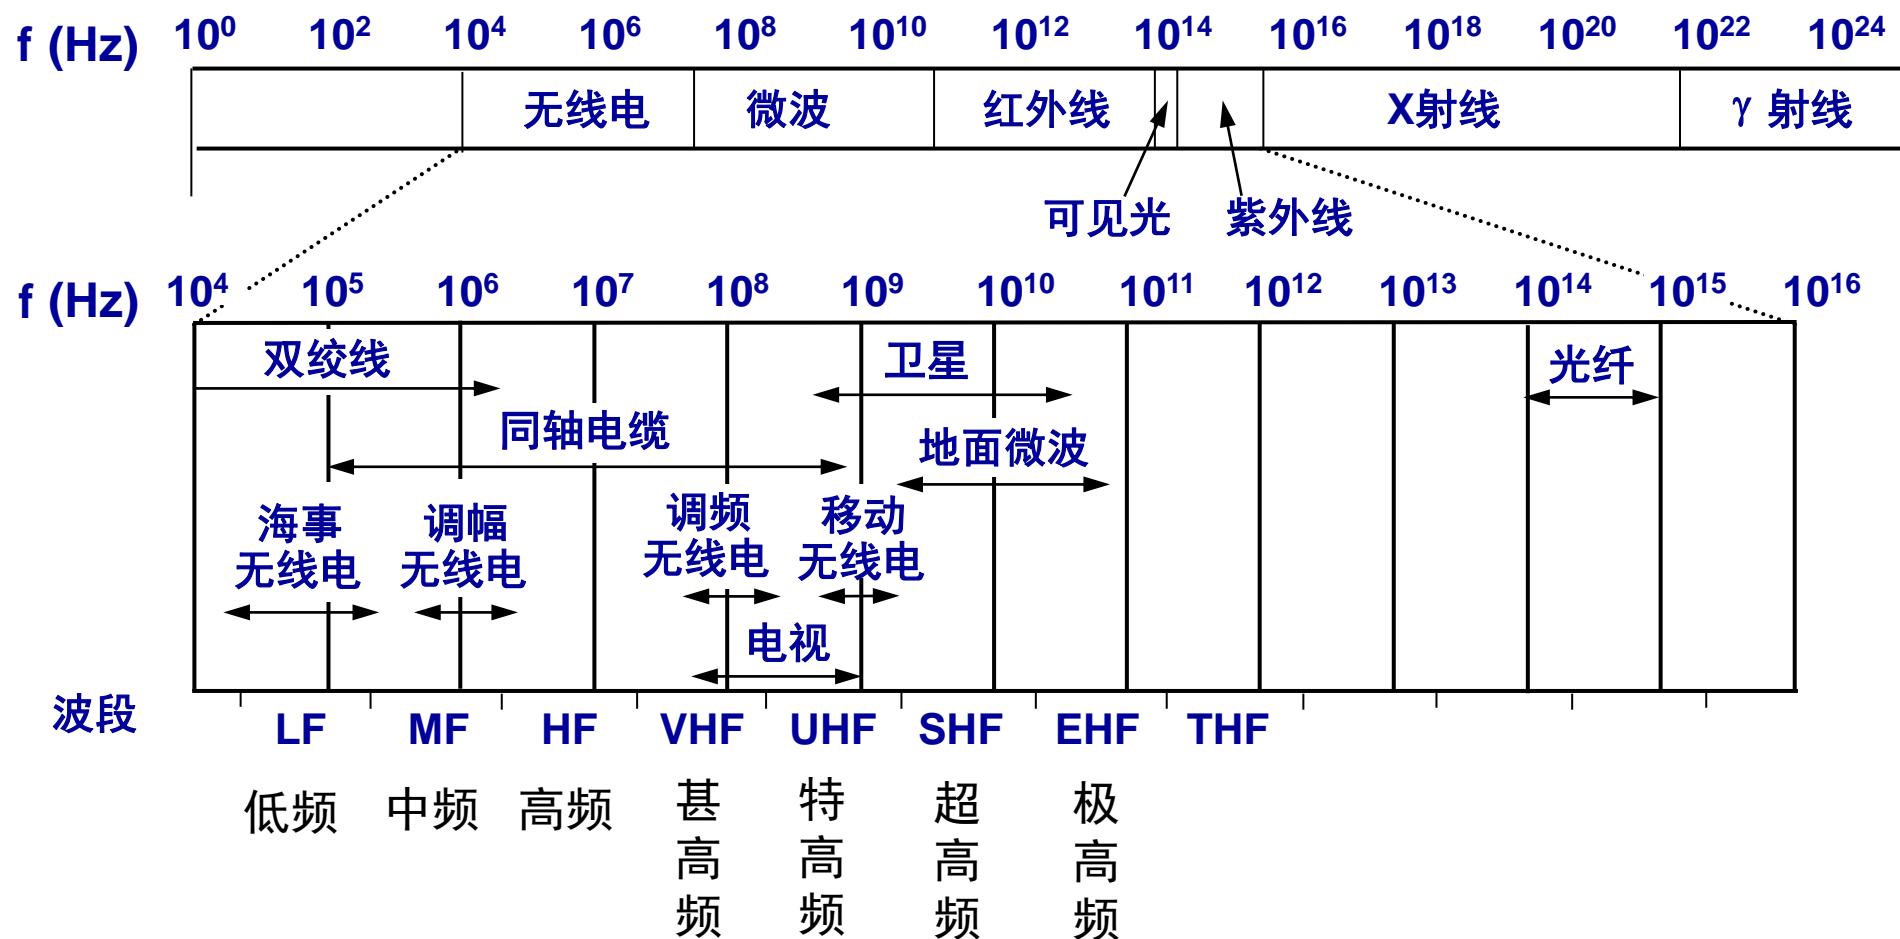 f (Hz) 10⁰ 10² 10⁴ 10⁶ 10⁸ 10¹⁰ 10¹² 10¹⁴ 10¹⁶ 10¹⁸ 10²⁰ 10²² 10²⁴
无线电 微波 红外线 X射线 γ 射线
可见光 紫外线
f (Hz) 10⁴ 10⁵ 10⁶ 10⁷ 10⁸ 10⁹ 10¹⁰ 10¹¹ 10¹² 10¹³ 10¹⁴ 10¹⁵ 10¹⁶
双绞线 卫星 光纤
同轴电缆 地面微波
海事
无线电
调幅
无线电
调频
无线电
移动
无线电
电视
波段 LF MF HF VHF UHF SHF EHF THF
低频 中频 高频 甚高频 特高频 超高频 极高频